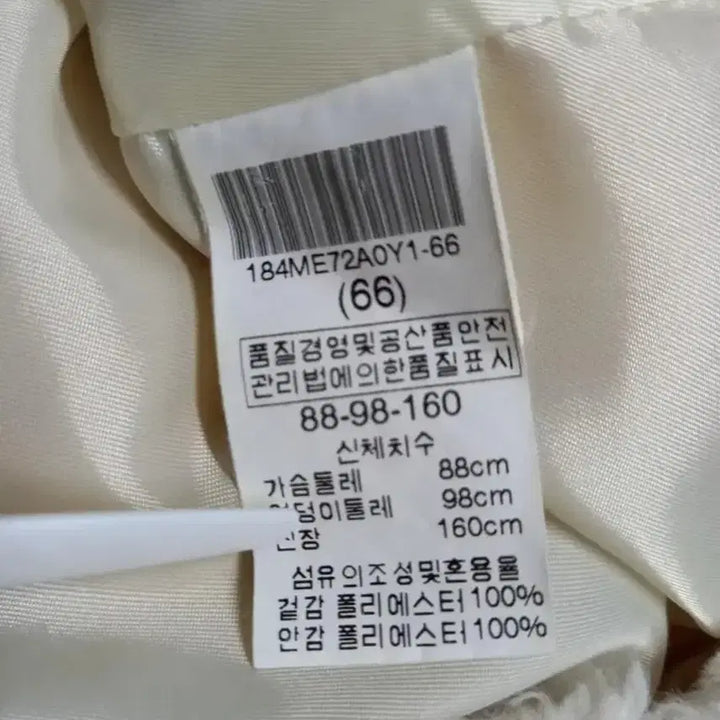 184ME72A0Y1-66
(66)
품질경영및공산품안전
관리법에의한품질표시
88-98-160
신체치수
가슴둘레 88cm
덩이둘레 98cm
장 160cm
섬유의조성및혼용율
겉감 폴리에스터100%
안감 폴리에스터100%